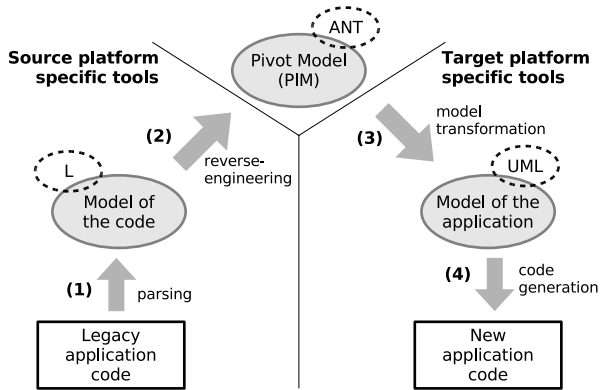 ANT
Source platform
specific tools
Pivot Model
(PIM)
Target platform
specific tools
(2)
reverse-
engineering
(3)
model
transformation
L
Model of
the code
UML
Model of the
application
(1)
parsing
(4)
code
generation
Legacy
application
code
New
application
code